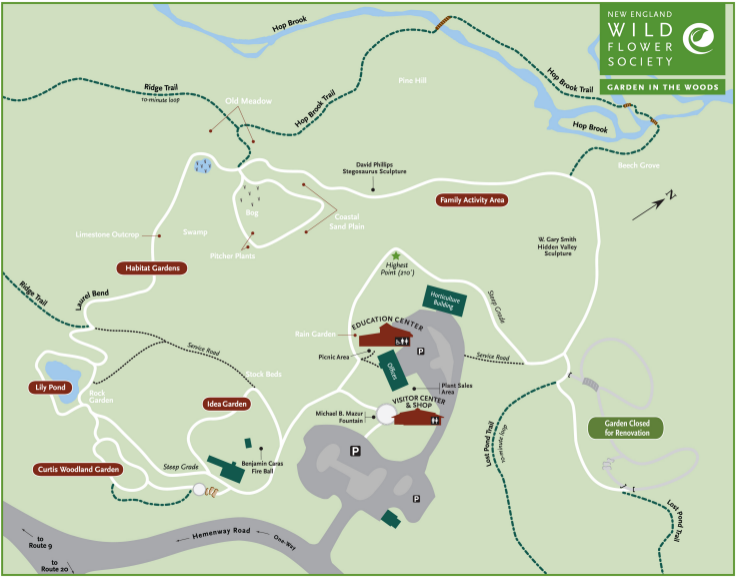 NEW ENGLAND
WILD
FLOWER
SOCIETY
GARDEN IN THE WOODS
Hop Brook
Pine Hill
Hop Brook Trail
Ridge Trail
10-minute loop
Old Meadow
Hop Brook Trail
Hop Brook
Beech Grove
David Phillips
Stegosaurus Sculpture
Family Activity Area
N
Bog
Coastal
Sand Plain
Limestone Outcrop
Swamp
Pitcher Plants
W. Gary Smith
Hidden Valley
Sculpture
Habitat Gardens
Highest
Point (210')
Ridge Trail
Laurel Bend
Horticulture
Building
Steep Grade
Rain Garden
EDUCATION CENTER
Service Road
Picnic Area
P
Service Road
Offices
Stock Beds
Lily Pond
Rock
Garden
Idea Garden
Plant Sales
Area
VISITOR CENTER
& SHOP
Michael B. Mazur
Fountain
Garden Closed
for Renovation
Lost Pond Trail
10-minute loop
P
Curtis Woodland Garden
Steep Grade
Benjamin Caras
Fire Ball
P
Lost Pond Trail
Hemenway Road
One-Way
to
Route 9
to
Route 20